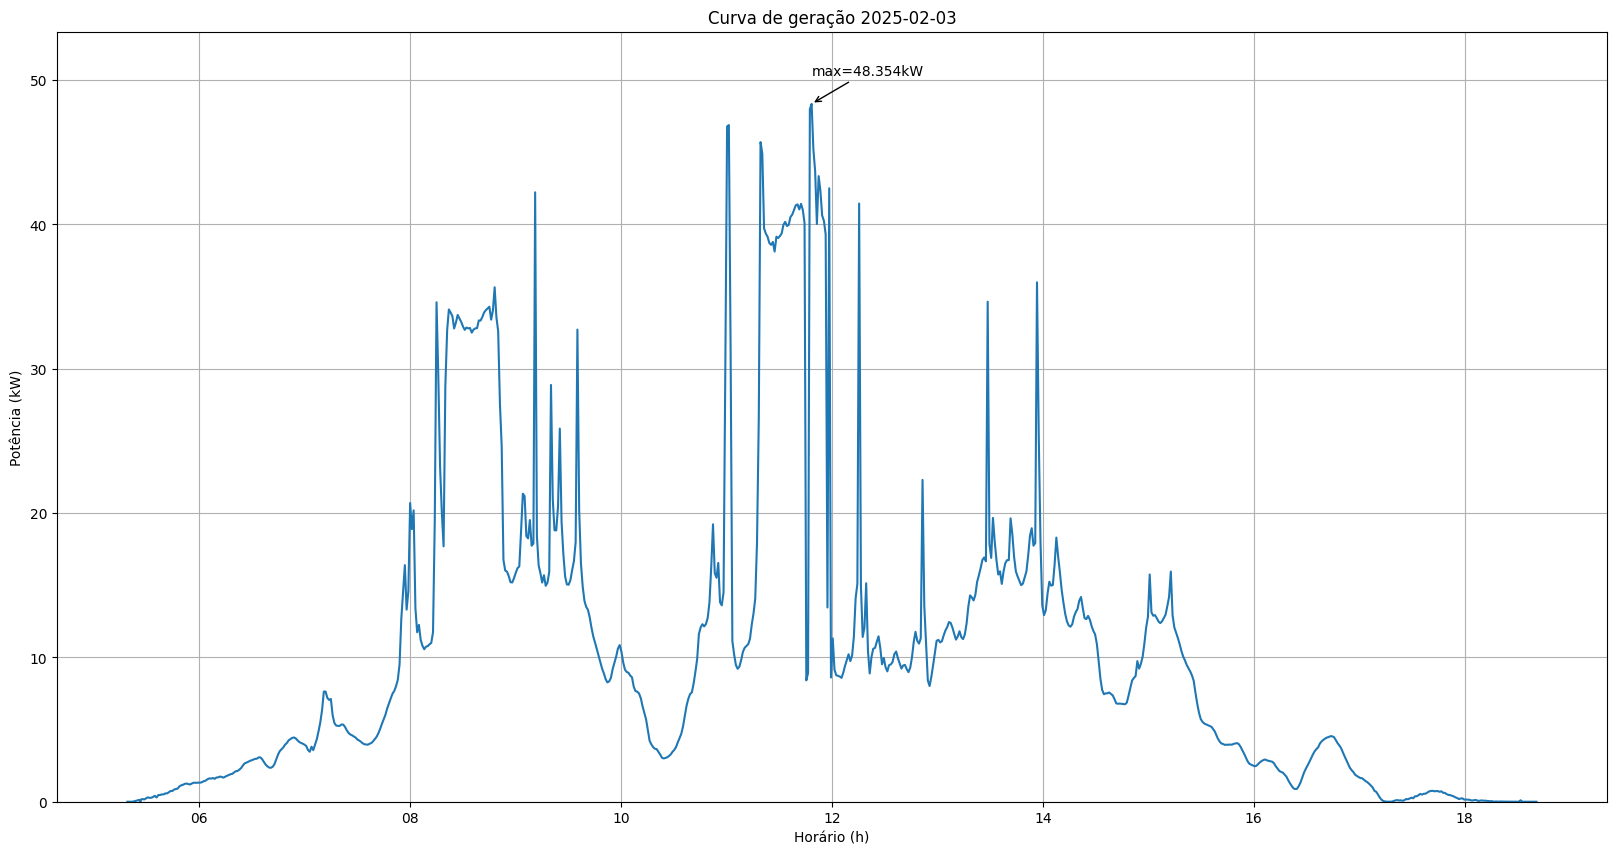 Curva de geração 2025-02-03
max=48.354kW
50
40
30
20
10
0
Potência (kW)
06 08 10 12 14 16 18
Horário (h)